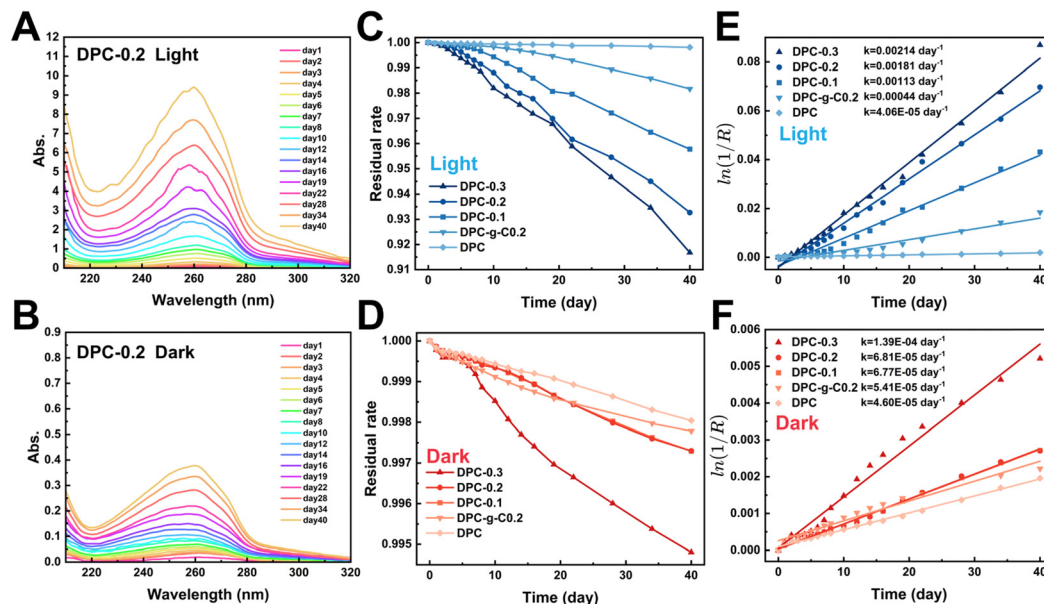 A
DPC-0.2 Light
12
11
10
9
8
7
6
5
4
3
2
1
0
Abs.
220 240 260 280 300 320
Wavelength (nm)
day1
day2
day3
day4
day5
day6
day7
day8
day10
day12
day14
day16
day19
day22
day28
day34
day40
C
1.00
0.99
0.98
0.97
0.96
0.95
0.94
0.93
0.92
0.91
Residual rate
Light
DPC-0.3
DPC-0.2
DPC-0.1
DPC-g-C0.2
DPC
0 10 20 30 40
Time (day)
E
0.08
0.06
0.04
0.02
0.00
ln(1/R)
DPC-0.3 k=0.00214 day-1
DPC-0.2 k=0.00181 day-1
DPC-0.1 k=0.00113 day-1
DPC-g-C0.2 k=0.00044 day-1
DPC k=4.06E-05 day-1
Light
0 10 20 30 40
Time (day)
B
DPC-0.2 Dark
0.9
0.8
0.7
0.6
0.5
0.4
0.3
0.2
0.1
0.0
Abs.
220 240 260 280 300 320
Wavelength (nm)
day1
day2
day3
day4
day5
day6
day7
day8
day10
day12
day14
day16
day19
day22
day28
day34
day40
D
1.000
0.999
0.998
0.997
0.996
0.995
Residual rate
Dark
DPC-0.3
DPC-0.2
DPC-0.1
DPC-g-C0.2
DPC
0 10 20 30 40
Time (day)
F
0.006
0.005
0.004
0.003
0.002
0.001
0.000
ln(1/R)
DPC-0.3 k=1.39E-04 day-1
DPC-0.2 k=6.81E-05 day-1
DPC-0.1 k=6.77E-05 day-1
DPC-g-C0.2 k=5.41E-05 day-1
DPC k=4.60E-05 day-1
Dark
0 10 20 30 40
Time (day)